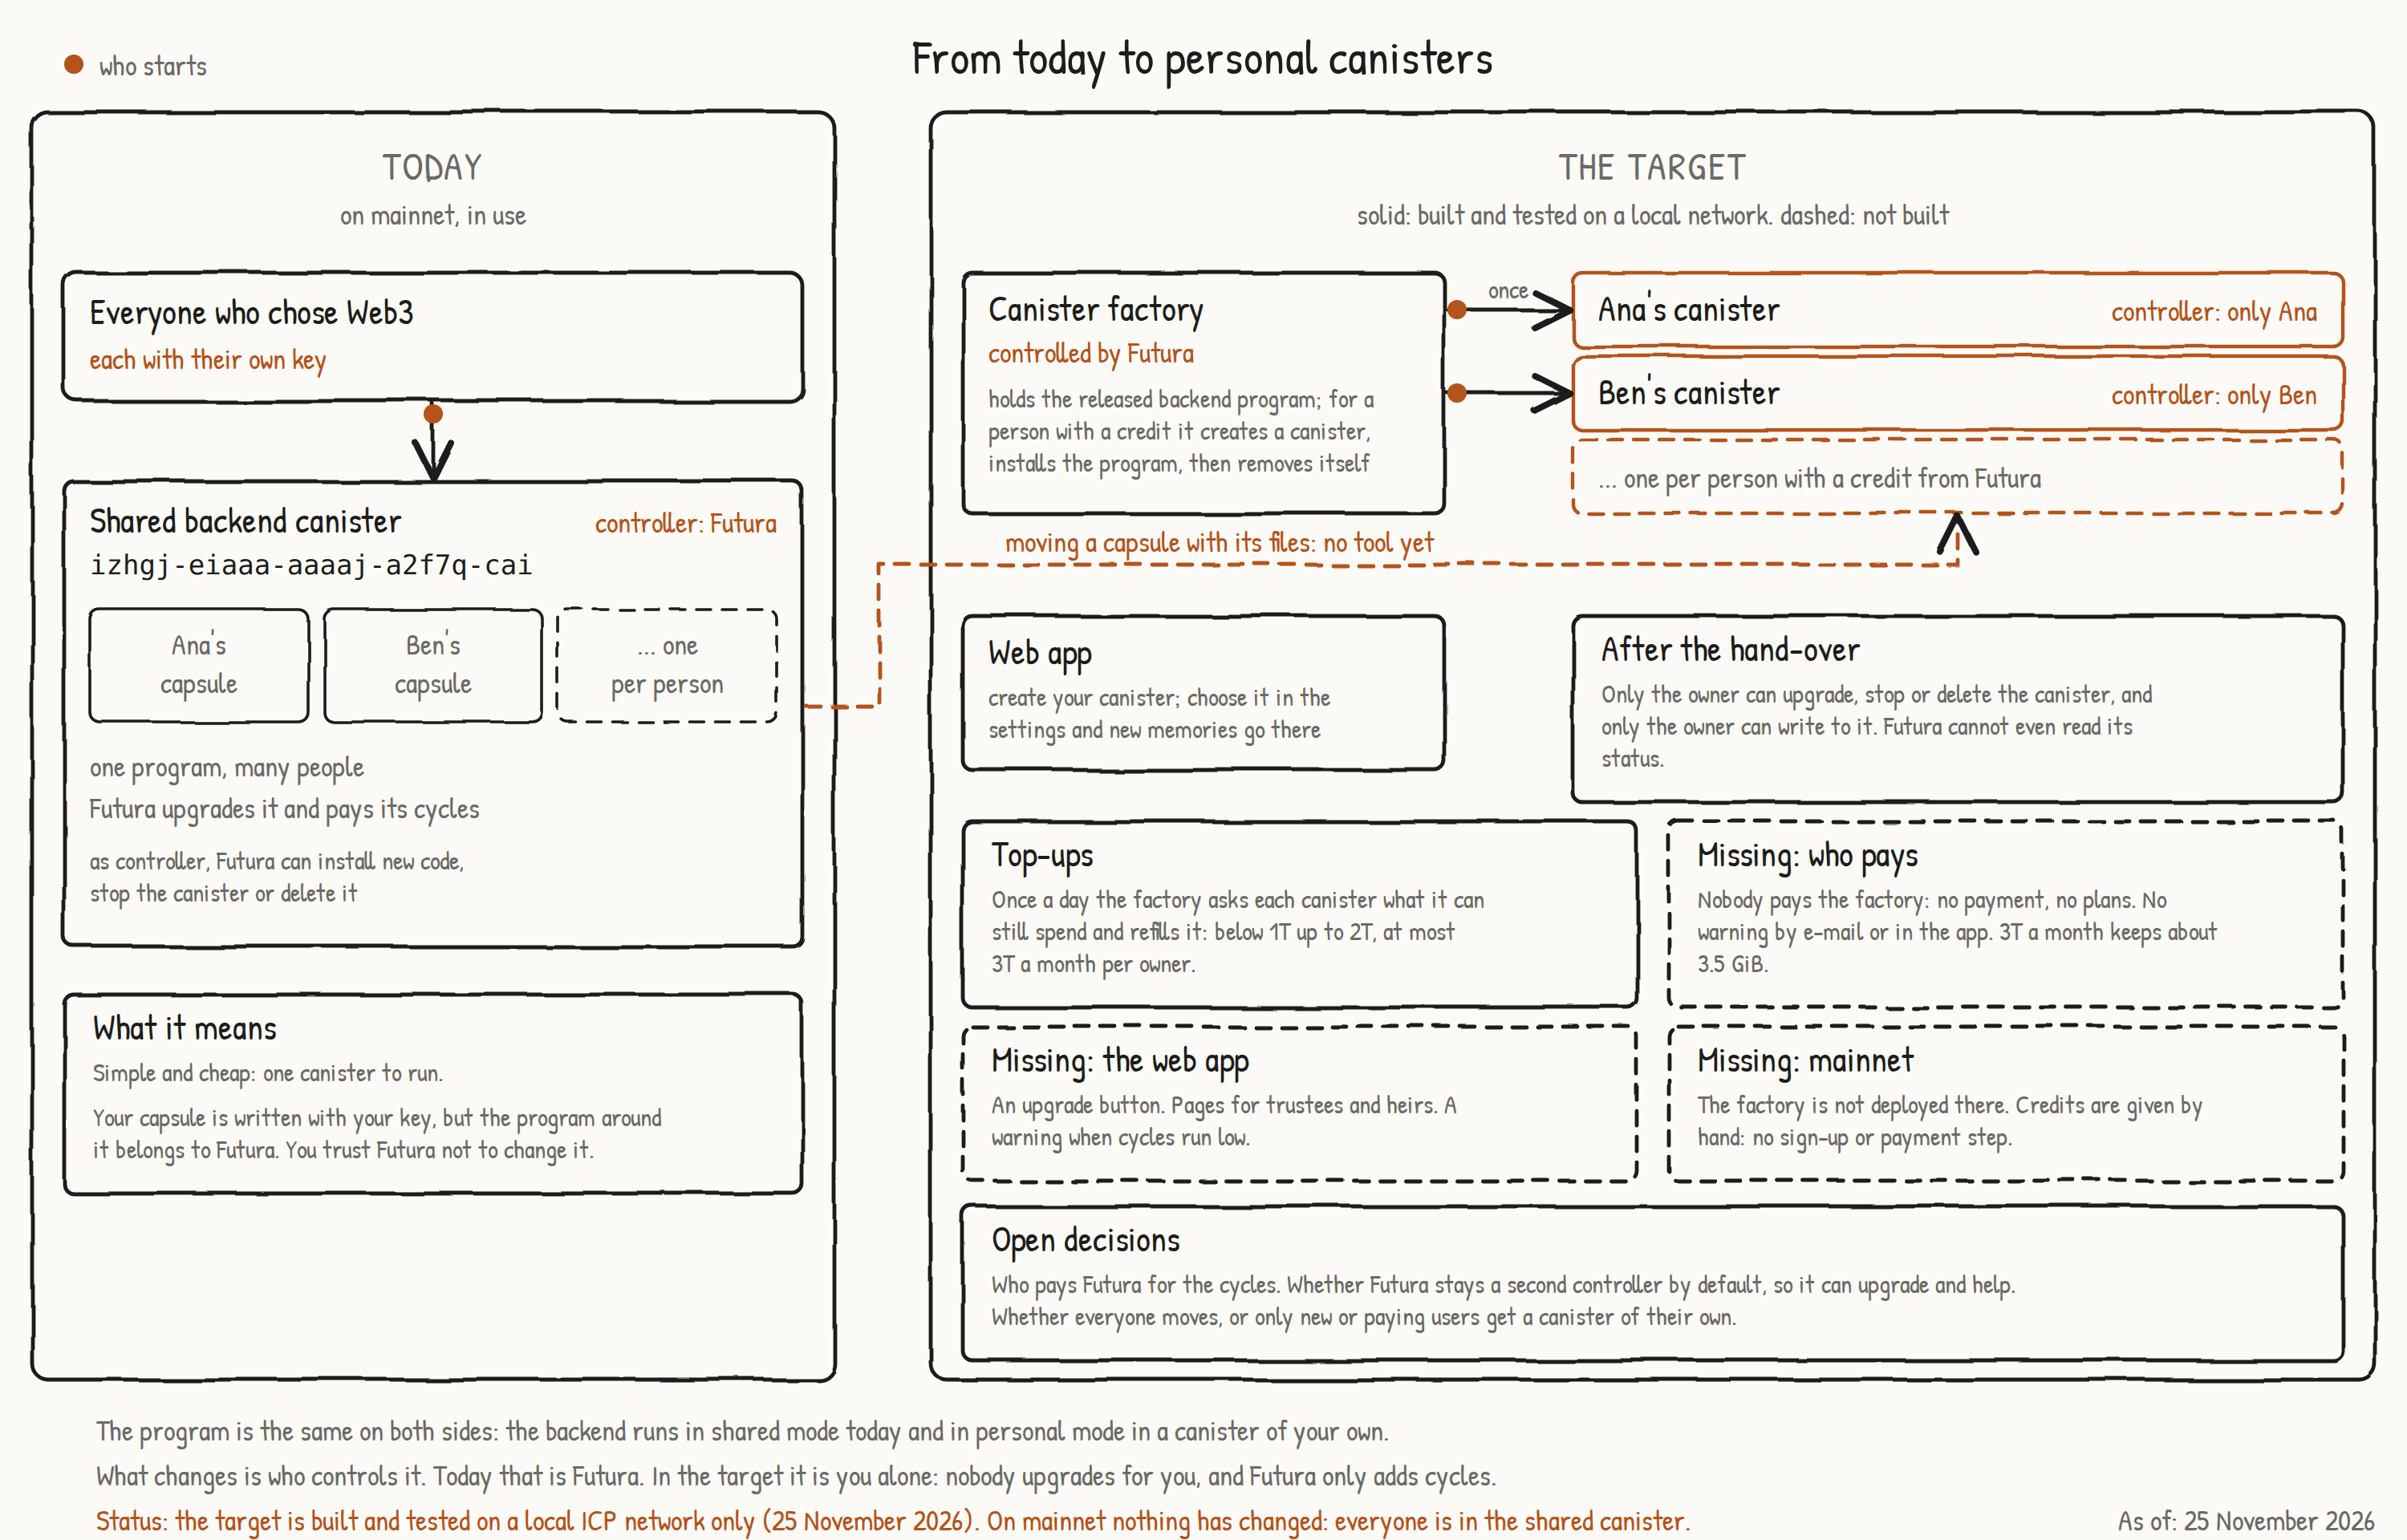 who starts
From today to personal canisters
TODAY
on mainnet, in use
Everyone who chose Web3
each with their own key
Shared backend canister
controller: Futura
izhgj-eiaaa-aaaaj-a2f7q-cai
Ana's
capsule
Ben's
capsule
... one
per person
one program, many people
Futura upgrades it and pays its cycles
as controller, Futura can install new code,
stop the canister or delete it
What it means
Simple and cheap: one canister to run.
Your capsule is written with your key, but the program around
it belongs to Futura. You trust Futura not to change it.
THE TARGET
solid: built and tested on a local network. dashed: not built
Canister factory
controlled by Futura
holds the released backend program; for a
person with a credit it creates a canister,
installs the program, then removes itself
once
Ana's canister
controller: only Ana
Ben's canister
controller: only Ben
... one per person with a credit from Futura
moving a capsule with its files: no tool yet
Web app
create your canister; choose it in the
settings and new memories go there
After the hand-over
Only the owner can upgrade, stop or delete the canister, and
only the owner can write to it. Futura cannot even read its
status.
Top-ups
Once a day the factory asks each canister what it can
still spend and refills it: below 1T up to 2T, at most
3T a month per owner.
Missing: who pays
Nobody pays the factory: no payment, no plans. No
warning by e-mail or in the app. 3T a month keeps about
3.5 GiB.
Missing: the web app
An upgrade button. Pages for trustees and heirs. A
warning when cycles run low.
Missing: mainnet
The factory is not deployed there. Credits are given by
hand: no sign-up or payment step.
Open decisions
Who pays Futura for the cycles. Whether Futura stays a second controller by default, so it can upgrade and help.
Whether everyone moves, or only new or paying users get a canister of their own.
The program is the same on both sides: the backend runs in shared mode today and in personal mode in a canister of your own.
What changes is who controls it. Today that is Futura. In the target it is you alone: nobody upgrades for you, and Futura only adds cycles.
Status: the target is built and tested on a local ICP network only (25 November 2026). On mainnet nothing has changed: everyone is in the shared canister.
As of: 25 November 2026